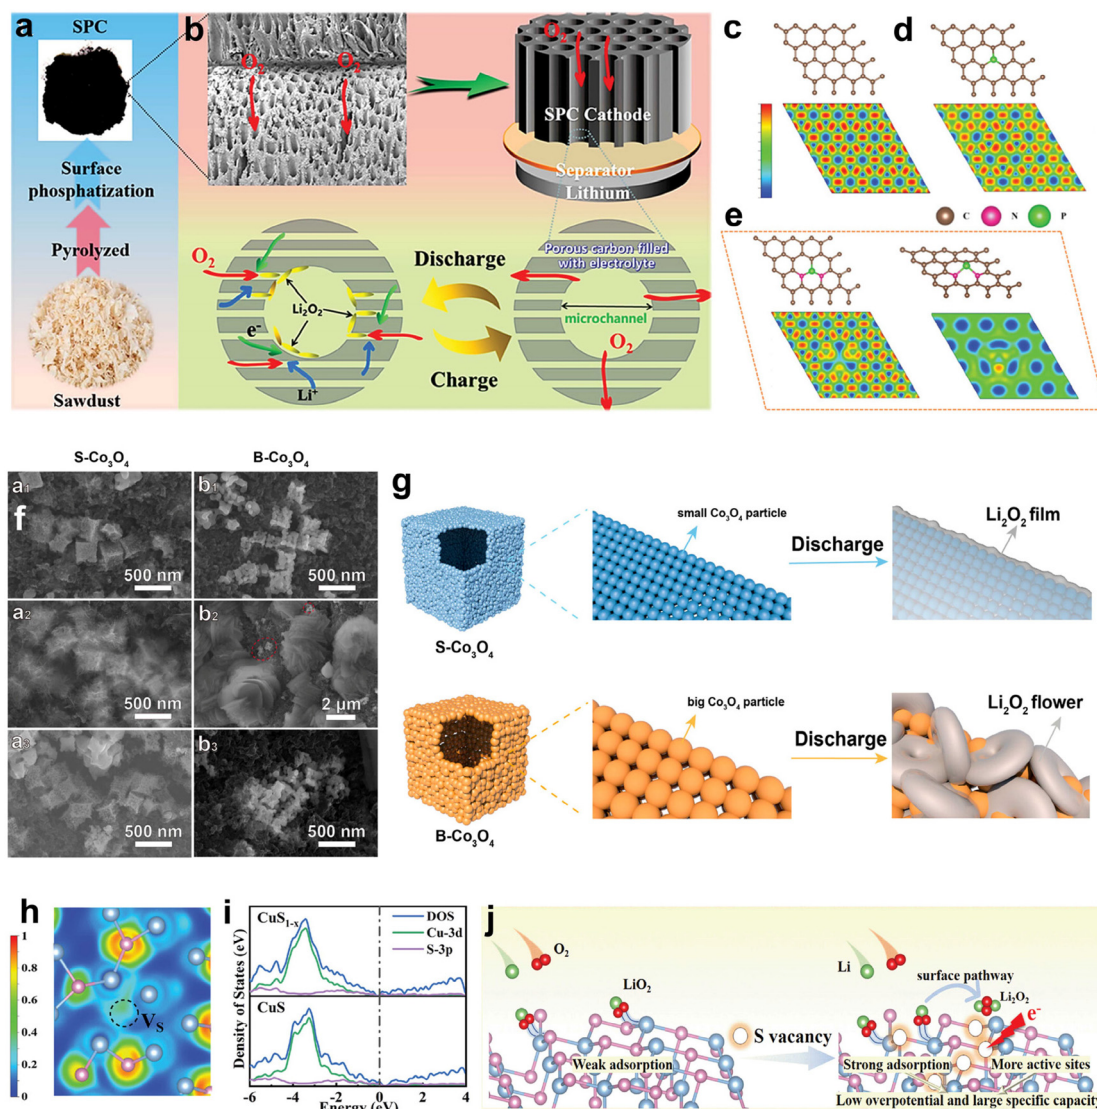 a
SPC
Surface
phosphatization
Pyrolyzed
Sawdust
b
O₂
O₂
O₂
SPC Cathode
Separator
Lithium
Porous carbon filled
with electrolyte
O₂
Li₂O₂
e⁻
Li⁺
Discharge
Charge
microchannel
O₂
c
d
e
C
N
P
S-Co₃O₄
B-Co₃O₄
f
a₁
500 nm
b₁
500 nm
a₂
500 nm
b₂
2 μm
a₃
500 nm
b₃
500 nm
g
S-Co₃O₄
small Co₃O₄ particle
Discharge
Li₂O₂ film
B-Co₃O₄
big Co₃O₄ particle
Discharge
Li₂O₂ flower
h
1
0.8
0.6
0.4
0.2
0
V_S
i
CuS₁₋ₓ
DOS
Cu-3d
S-3p
CuS
Density of States (eV)
-6
-4
-2
0
2
4
Energy (eV)
j
O₂
Li
LiO₂
Weak adsorption
S vacancy
Li
surface pathway
Li₂O₂
e⁻
Strong adsorption
More active sites
Low overpotential and large specific capacity